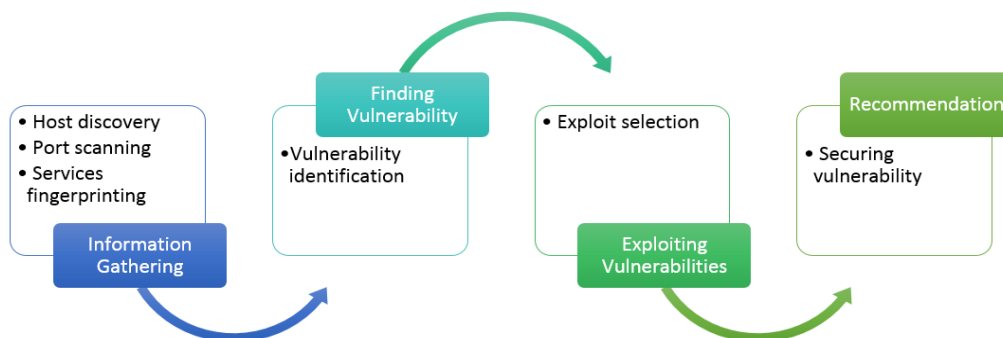 • Host discovery
• Port scanning
• Services
fingerprinting
Information
Gathering
Finding
Vulnerability
•Vulnerability
identification
• Exploit selection
Exploiting
Vulnerabilities
Recommendation
• Securing
vulnerability